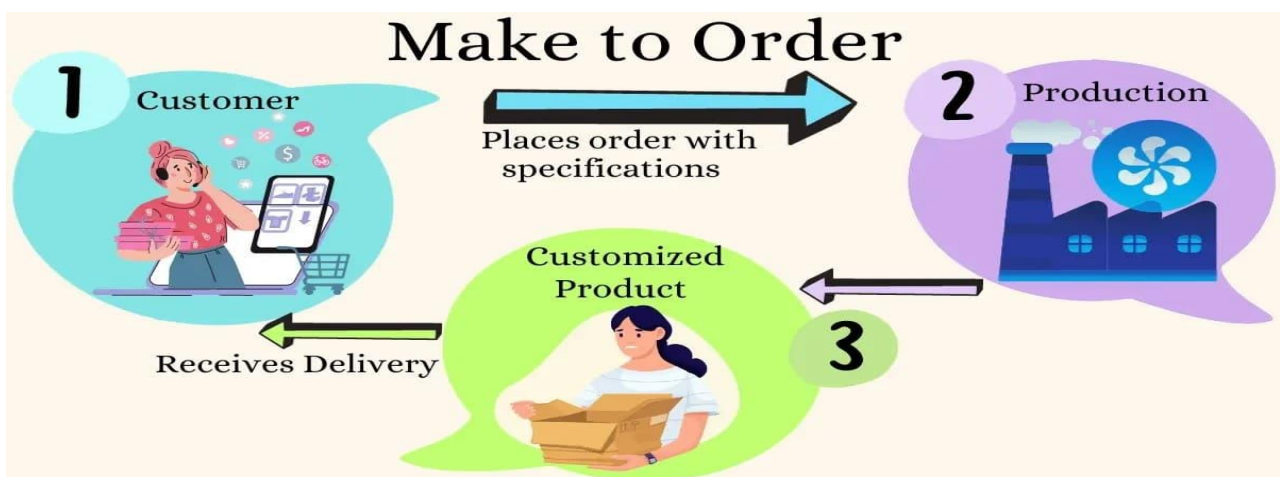 Make to Order
1
Customer
Places order with
specifications
2
Production
Customized
Product
3
Receives Delivery